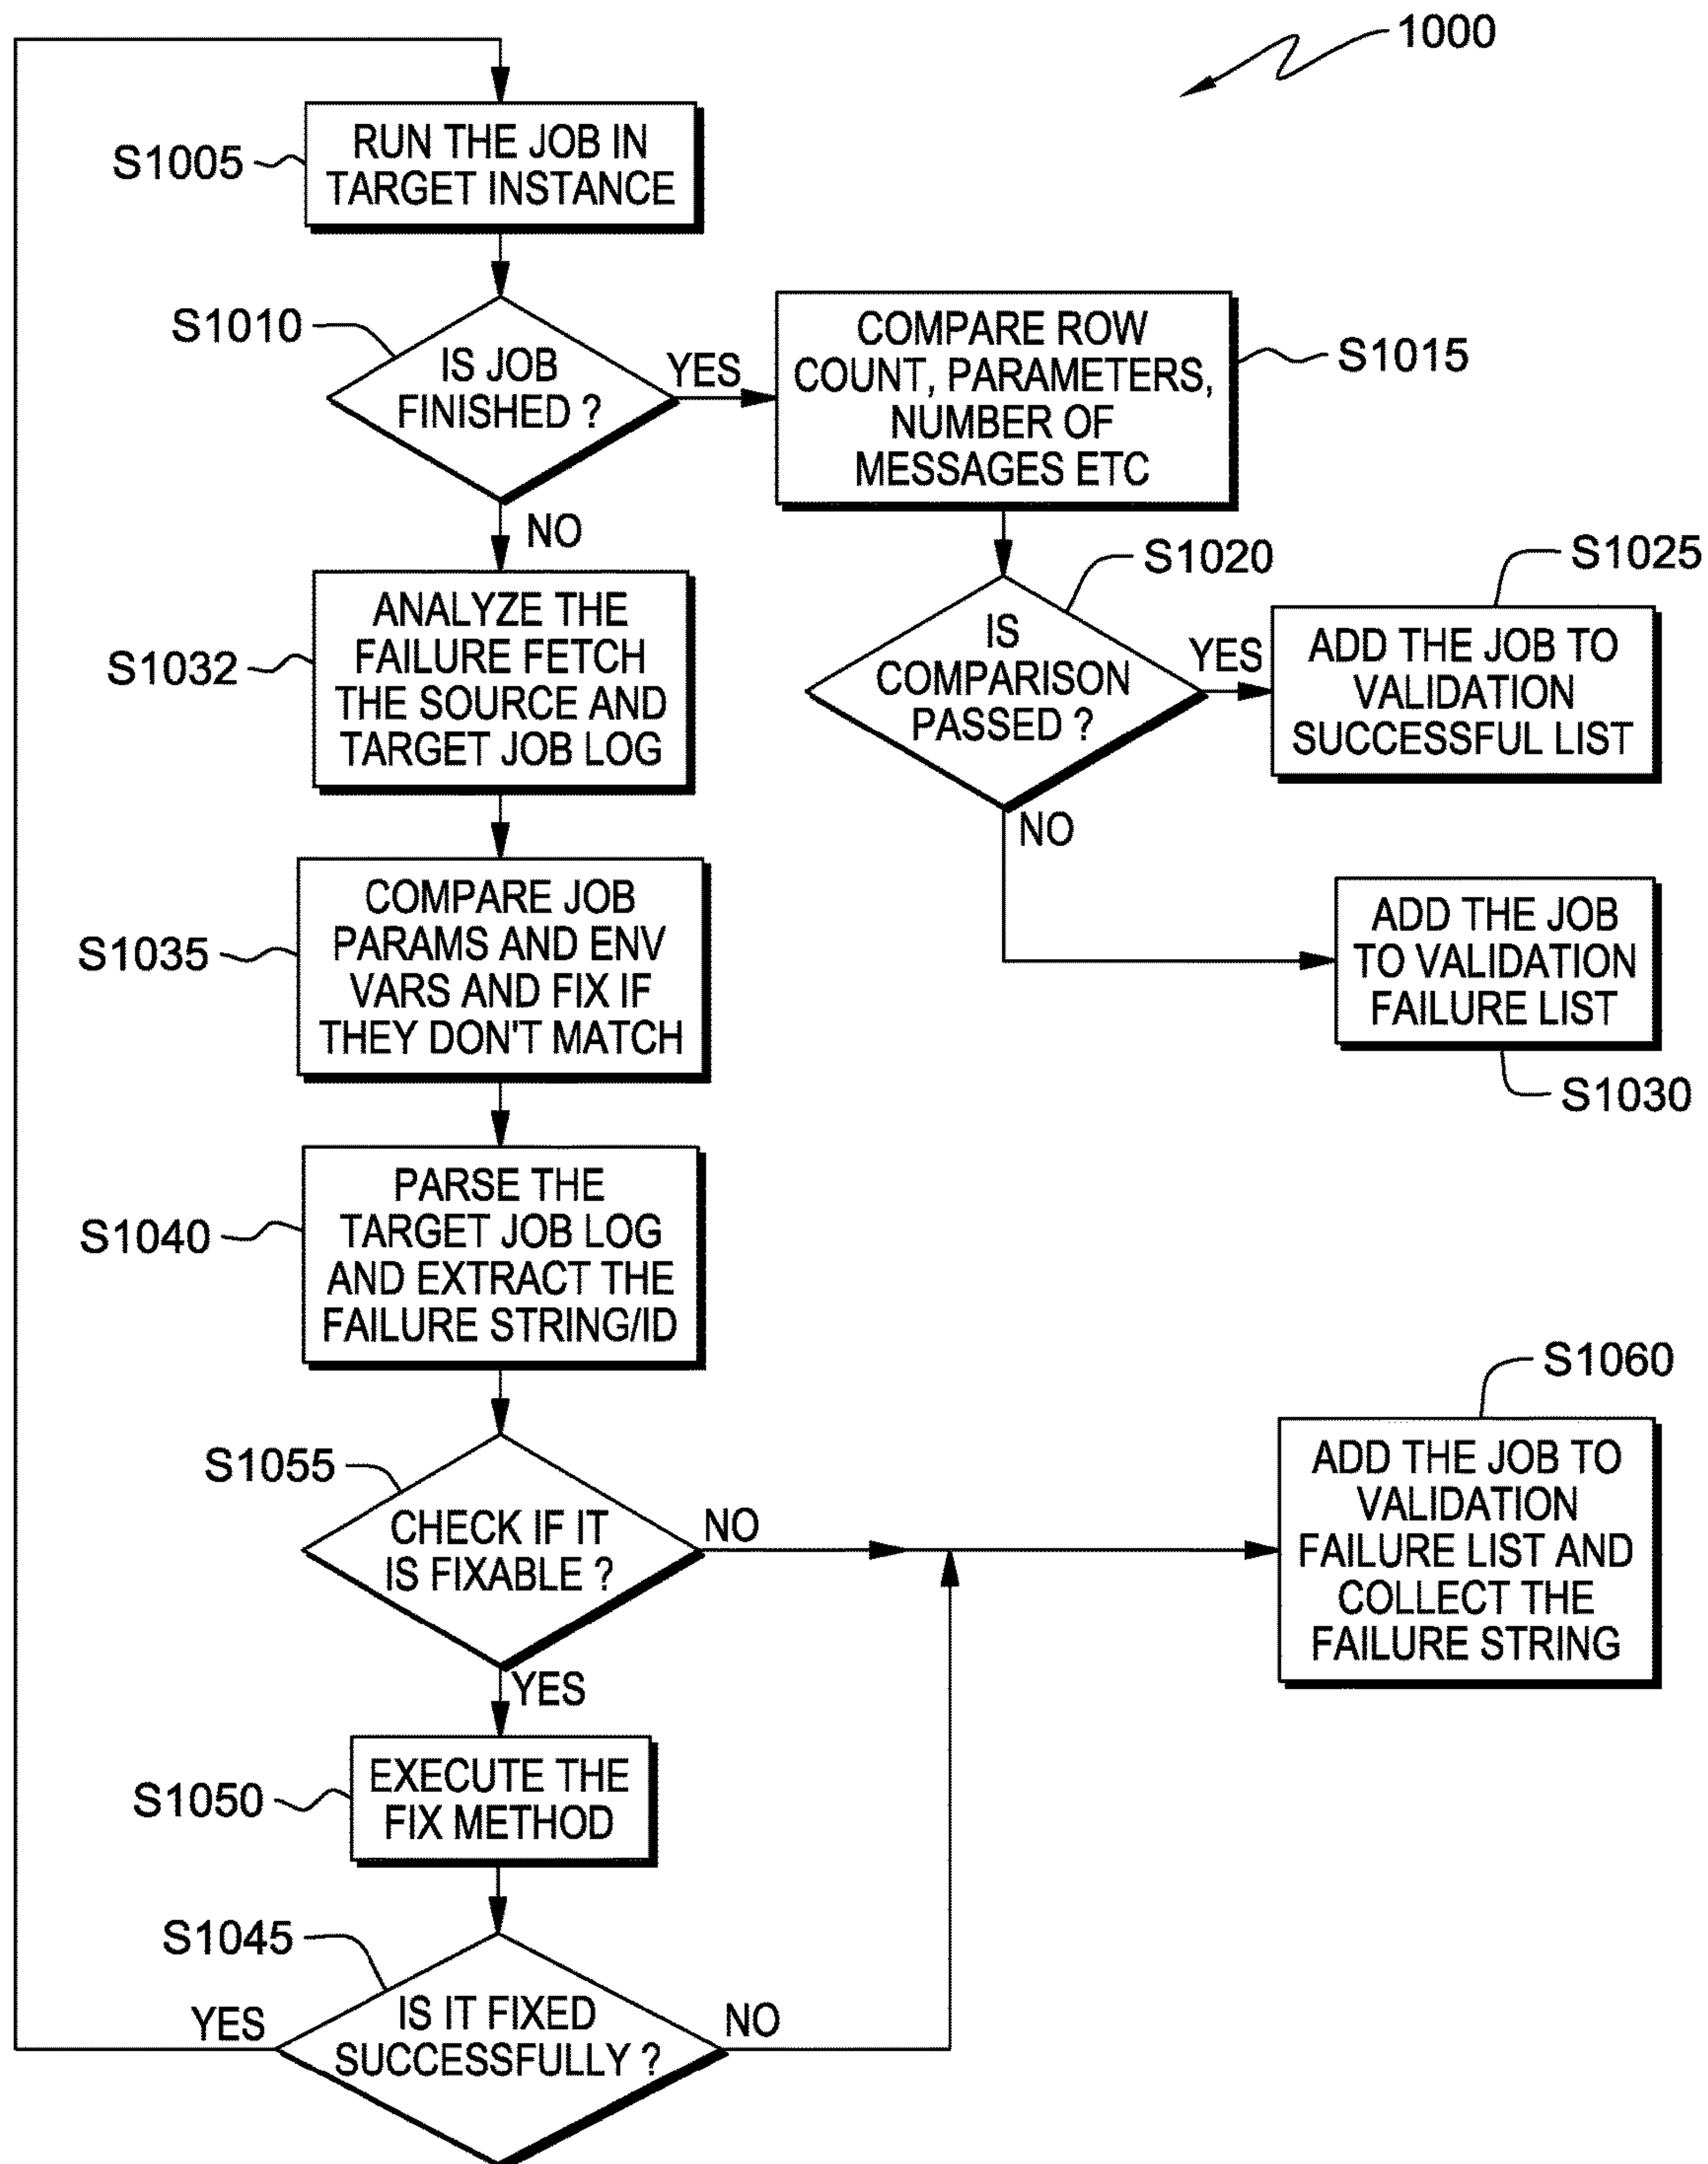 1000
S1005
RUN THE JOB IN
TARGET INSTANCE
S1010
IS JOB
FINISHED ?
YES
COMPARE ROW
COUNT, PARAMETERS,
NUMBER OF
MESSAGES ETC
S1015
NO
S1020
IS
COMPARISON
PASSED ?
YES
S1025
ADD THE JOB TO
VALIDATION
SUCCESSFUL LIST
NO
ADD THE JOB
TO VALIDATION
FAILURE LIST
S1030
S1032
ANALYZE THE
FAILURE FETCH
THE SOURCE AND
TARGET JOB LOG
S1035
COMPARE JOB
PARAMS AND ENV
VARS AND FIX IF
THEY DON'T MATCH
S1040
PARSE THE
TARGET JOB LOG
AND EXTRACT THE
FAILURE STRING/ID
S1055
CHECK IF IT
IS FIXABLE ?
NO
S1060
ADD THE JOB TO
VALIDATION
FAILURE LIST AND
COLLECT THE
FAILURE STRING
YES
S1050
EXECUTE THE
FIX METHOD
S1045
IS IT FIXED
SUCCESSFULLY ?
YES
NO